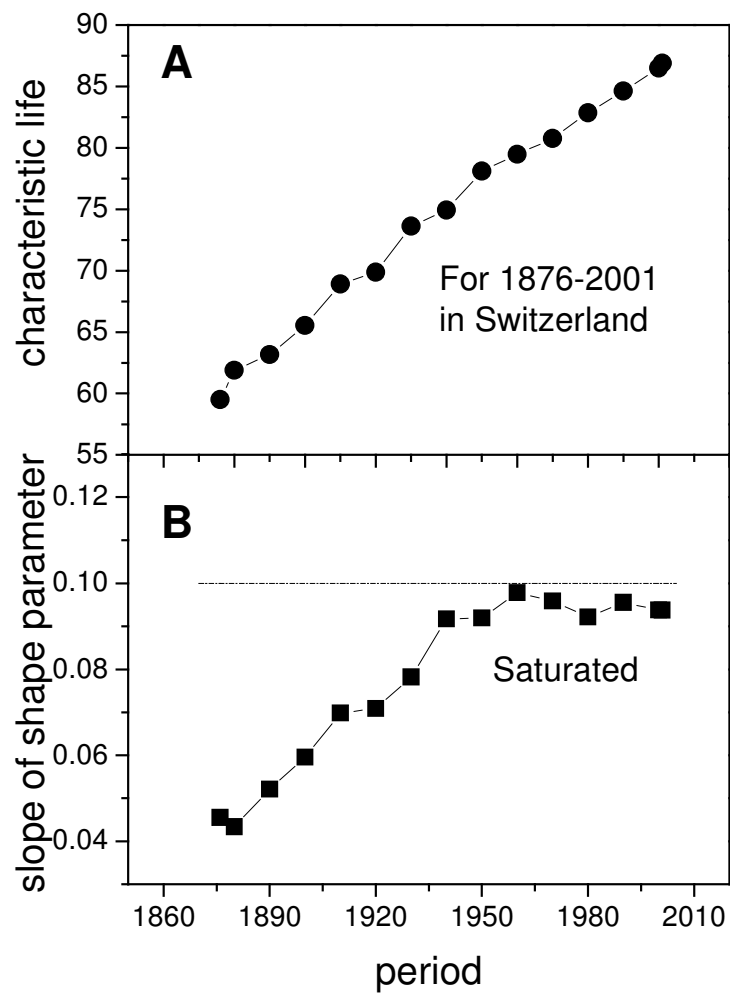 90
A
85
80
75
70
65
60
55
characteristic life
For 1876-2001
in Switzerland
0.12
B
0.10
0.08
0.06
0.04
slope of shape parameter
Saturated
1860 1890 1920 1950 1980 2010
period